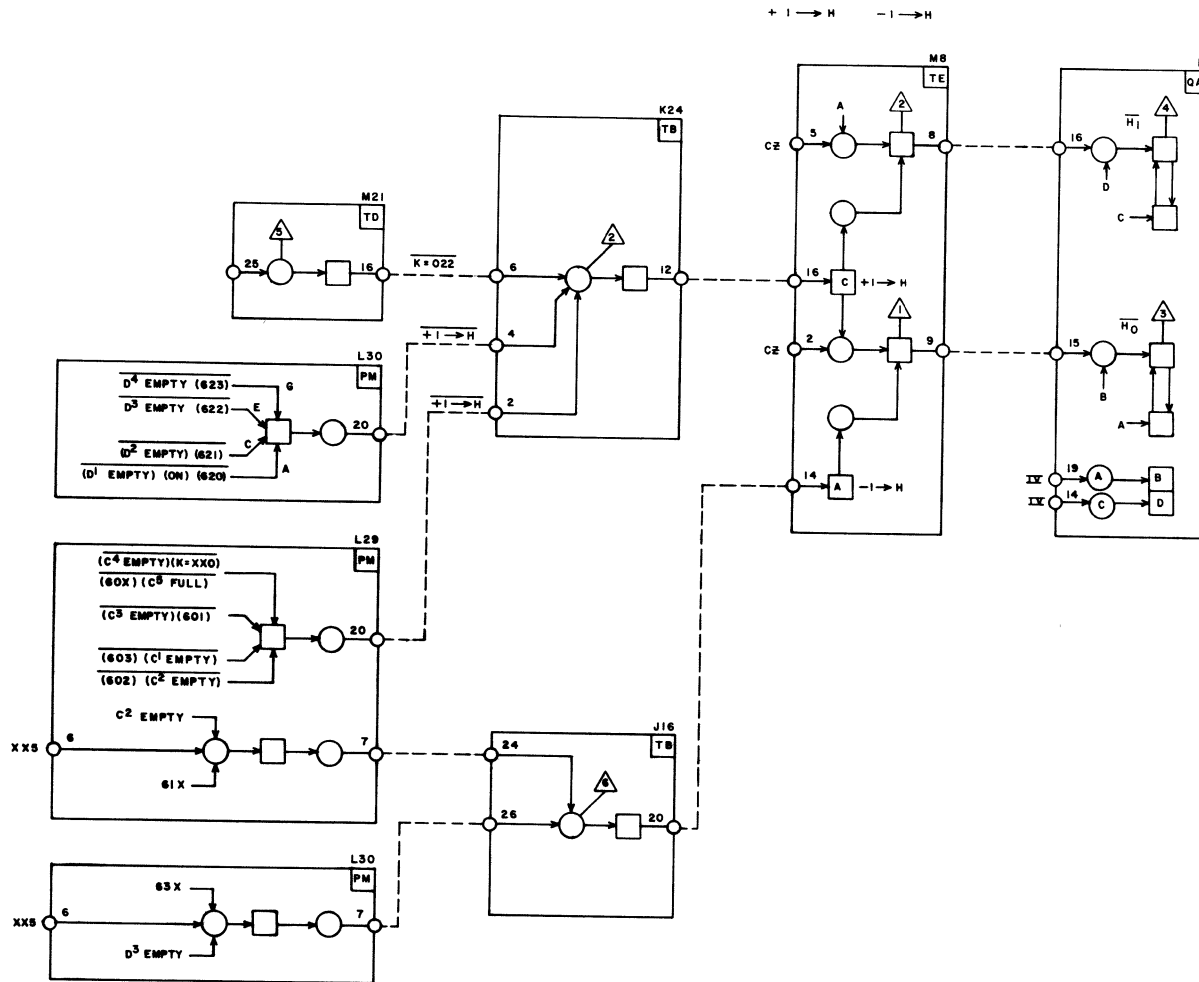 + 1 → H   - 1 → H
M8
TE
A
2
5
CZ
8
16
C
+1 → H
2
CZ
1
9
14
A
-1 → H
QA
H̅₁
4
16
D
C
H̅₀
3
15
B
A
IV 19 A B
IV 14 C D
K24
TB
2
6
12
4
2
M21
TD
5
25
16
K = 022
+1 → H
+1 → H
L30
PM
D⁴ EMPTY (623)
G
D³ EMPTY (622)
E
(D² EMPTY) (621)
C
(D¹ EMPTY) (ON) (620)
A
20
L29
PM
(C⁴ EMPTY)(K=XX0)
(60X) (C⁵ FULL)
(C³ EMPTY)(601)
(603) (C¹ EMPTY)
(602) (C² EMPTY)
20
C² EMPTY
XX5
6
7
61X
J16
TB
24
6
26
20
L30
PM
63X
XX5
6
7
D³ EMPTY